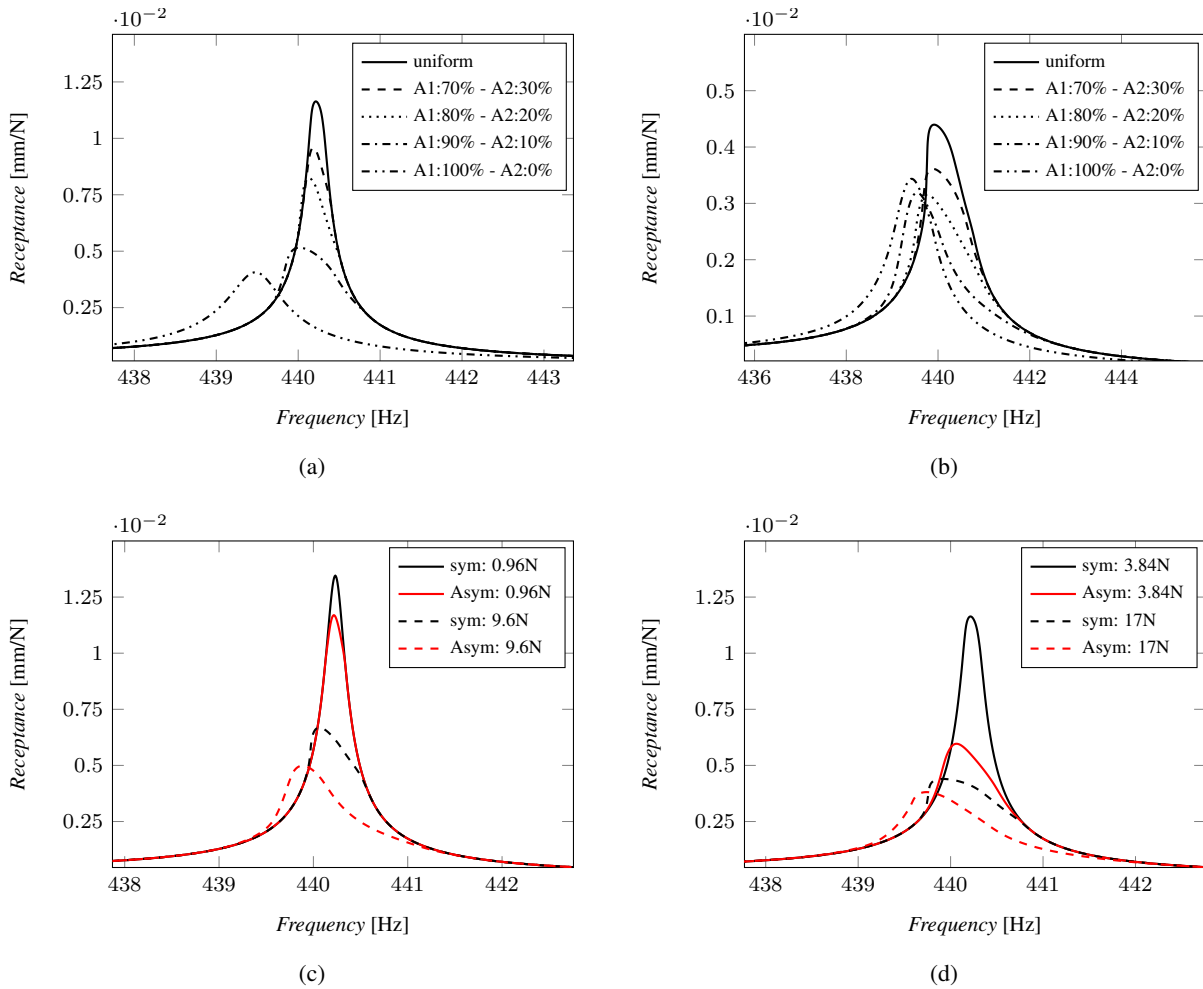 ·10−2
1.25
1
0.75
0.5
0.25
Receptance [mm/N]
uniform
A1:70% - A2:30%
A1:80% - A2:20%
A1:90% - A2:10%
A1:100% - A2:0%
438 439 440 441 442 443
Frequency [Hz]
(a)
·10−2
0.5
0.4
0.3
0.2
0.1
Receptance [mm/N]
uniform
A1:70% - A2:30%
A1:80% - A2:20%
A1:90% - A2:10%
A1:100% - A2:0%
436 438 440 442 444
Frequency [Hz]
(b)
·10−2
1.25
1
0.75
0.5
0.25
Receptance [mm/N]
sym: 0.96N
Asym: 0.96N
sym: 9.6N
Asym: 9.6N
438 439 440 441 442
Frequency [Hz]
(c)
·10−2
1.25
1
0.75
0.5
0.25
Receptance [mm/N]
sym: 3.84N
Asym: 3.84N
sym: 17N
Asym: 17N
438 439 440 441 442
Frequency [Hz]
(d)